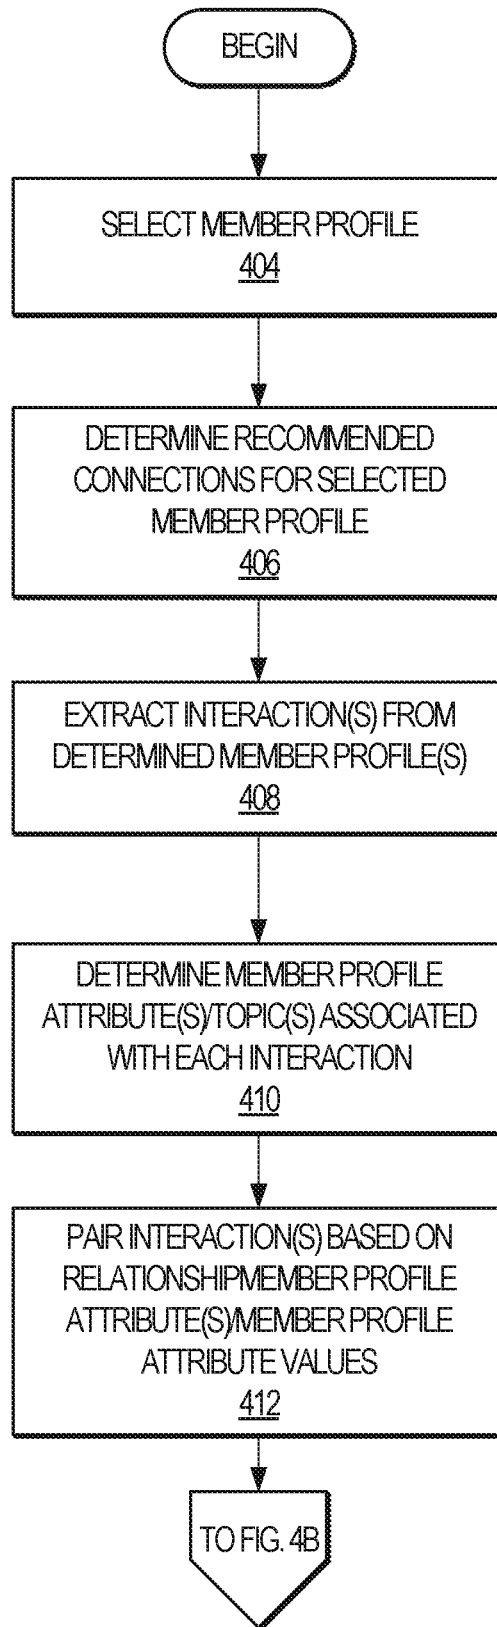 BEGIN
SELECT MEMBER PROFILE
404
DETERMINE RECOMMENDED
CONNECTIONS FOR SELECTED
MEMBER PROFILE
406
EXTRACT INTERACTION(S) FROM
DETERMINED MEMBER PROFILE(S)
408
DETERMINE MEMBER PROFILE
ATTRIBUTE(S)/TOPIC(S) ASSOCIATED
WITH EACH INTERACTION
410
PAIR INTERACTION(S) BASED ON
RELATIONSHIPMEMBER PROFILE
ATTRIBUTE(S)/MEMBER PROFILE
ATTRIBUTE VALUES
412
TO FIG. 4B